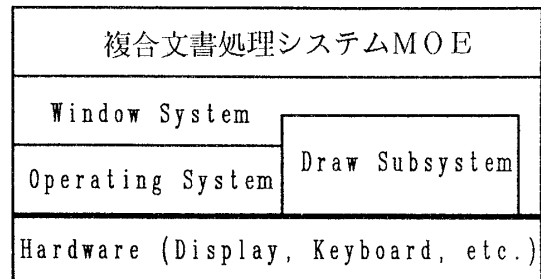 複合文書処理システムMOE
Window System
Draw Subsystem
Operating System
Hardware (Display, Keyboard, etc.)